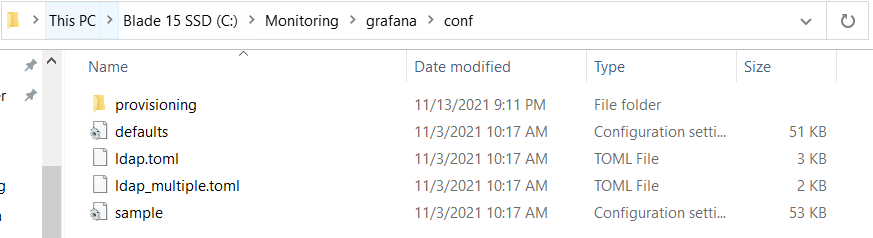 This PC > Blade 15 SSD (C:) > Monitoring > grafana > conf
Name Date modified Type Size
provisioning 11/13/2021 9:11 PM File folder
er
defaults 11/3/2021 10:17 AM Configuration setti... 51 KB
ldap.toml 11/3/2021 10:17 AM TOML File 3 KB
g ldap_multiple.toml 11/3/2021 10:17 AM TOML File 2 KB
sample 11/3/2021 10:17 AM Configuration setti... 53 KB